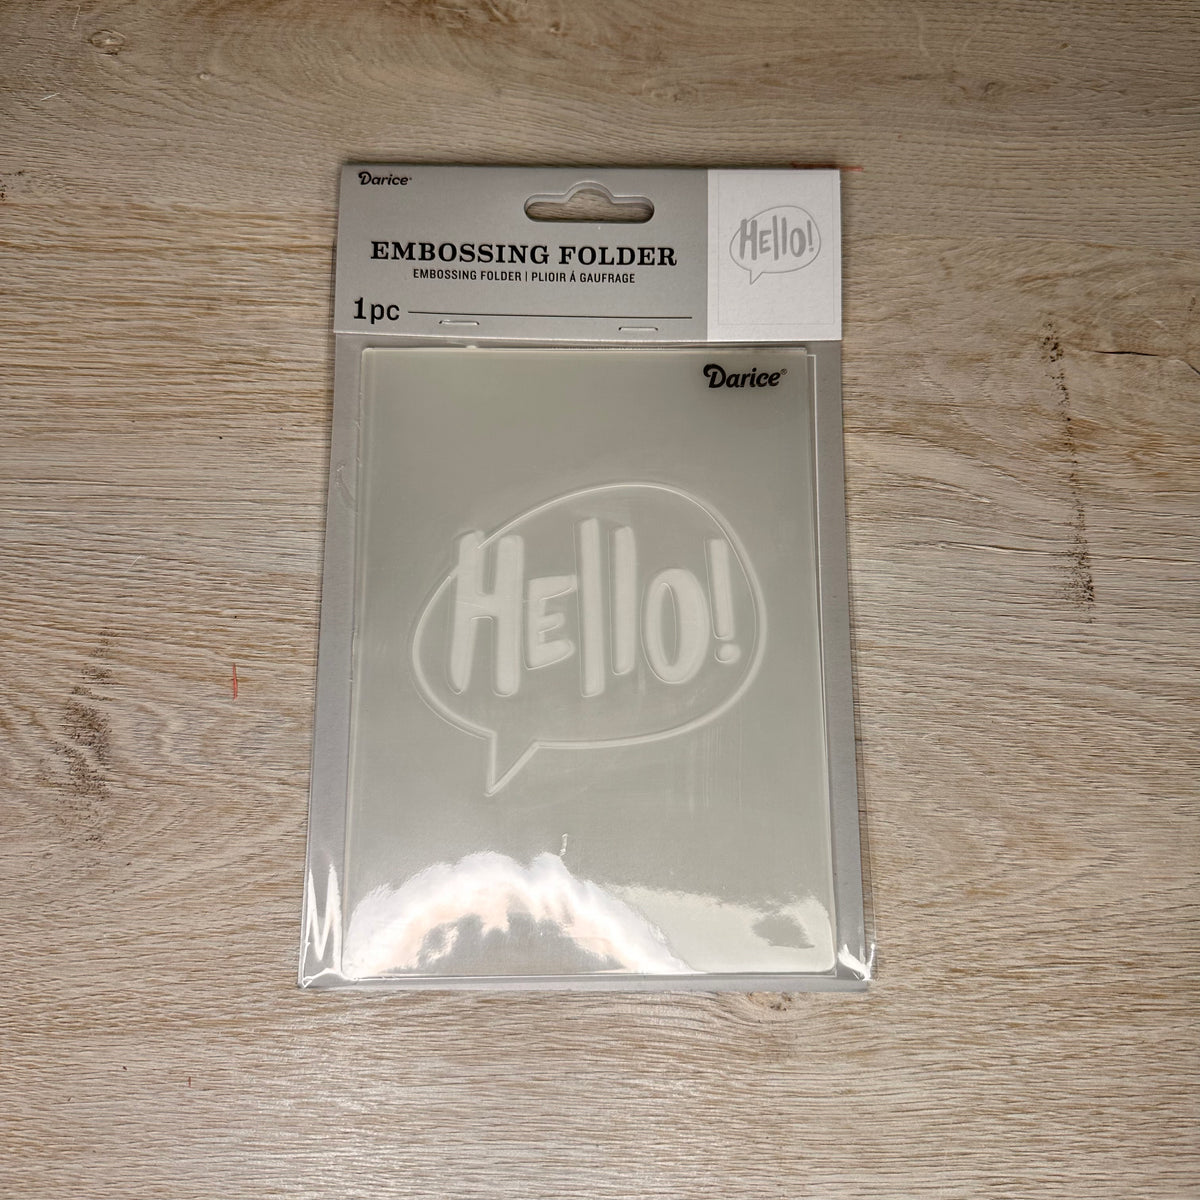 Darice®
EMBOSSING FOLDER
EMBOSSING FOLDER | PLIOIR Á GAUFRAGE
1pc
Hello!
Darice®
Hello!